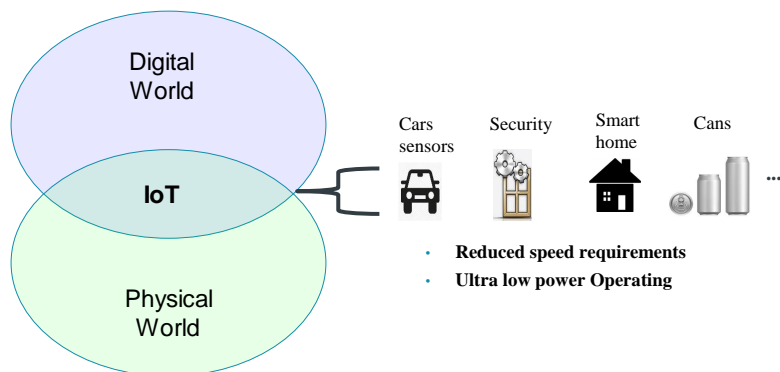 Digital
World
IoT
Physical
World
Cars
sensors
Security
Smart
home
Cans
...
• Reduced speed requirements
• Ultra low power Operating